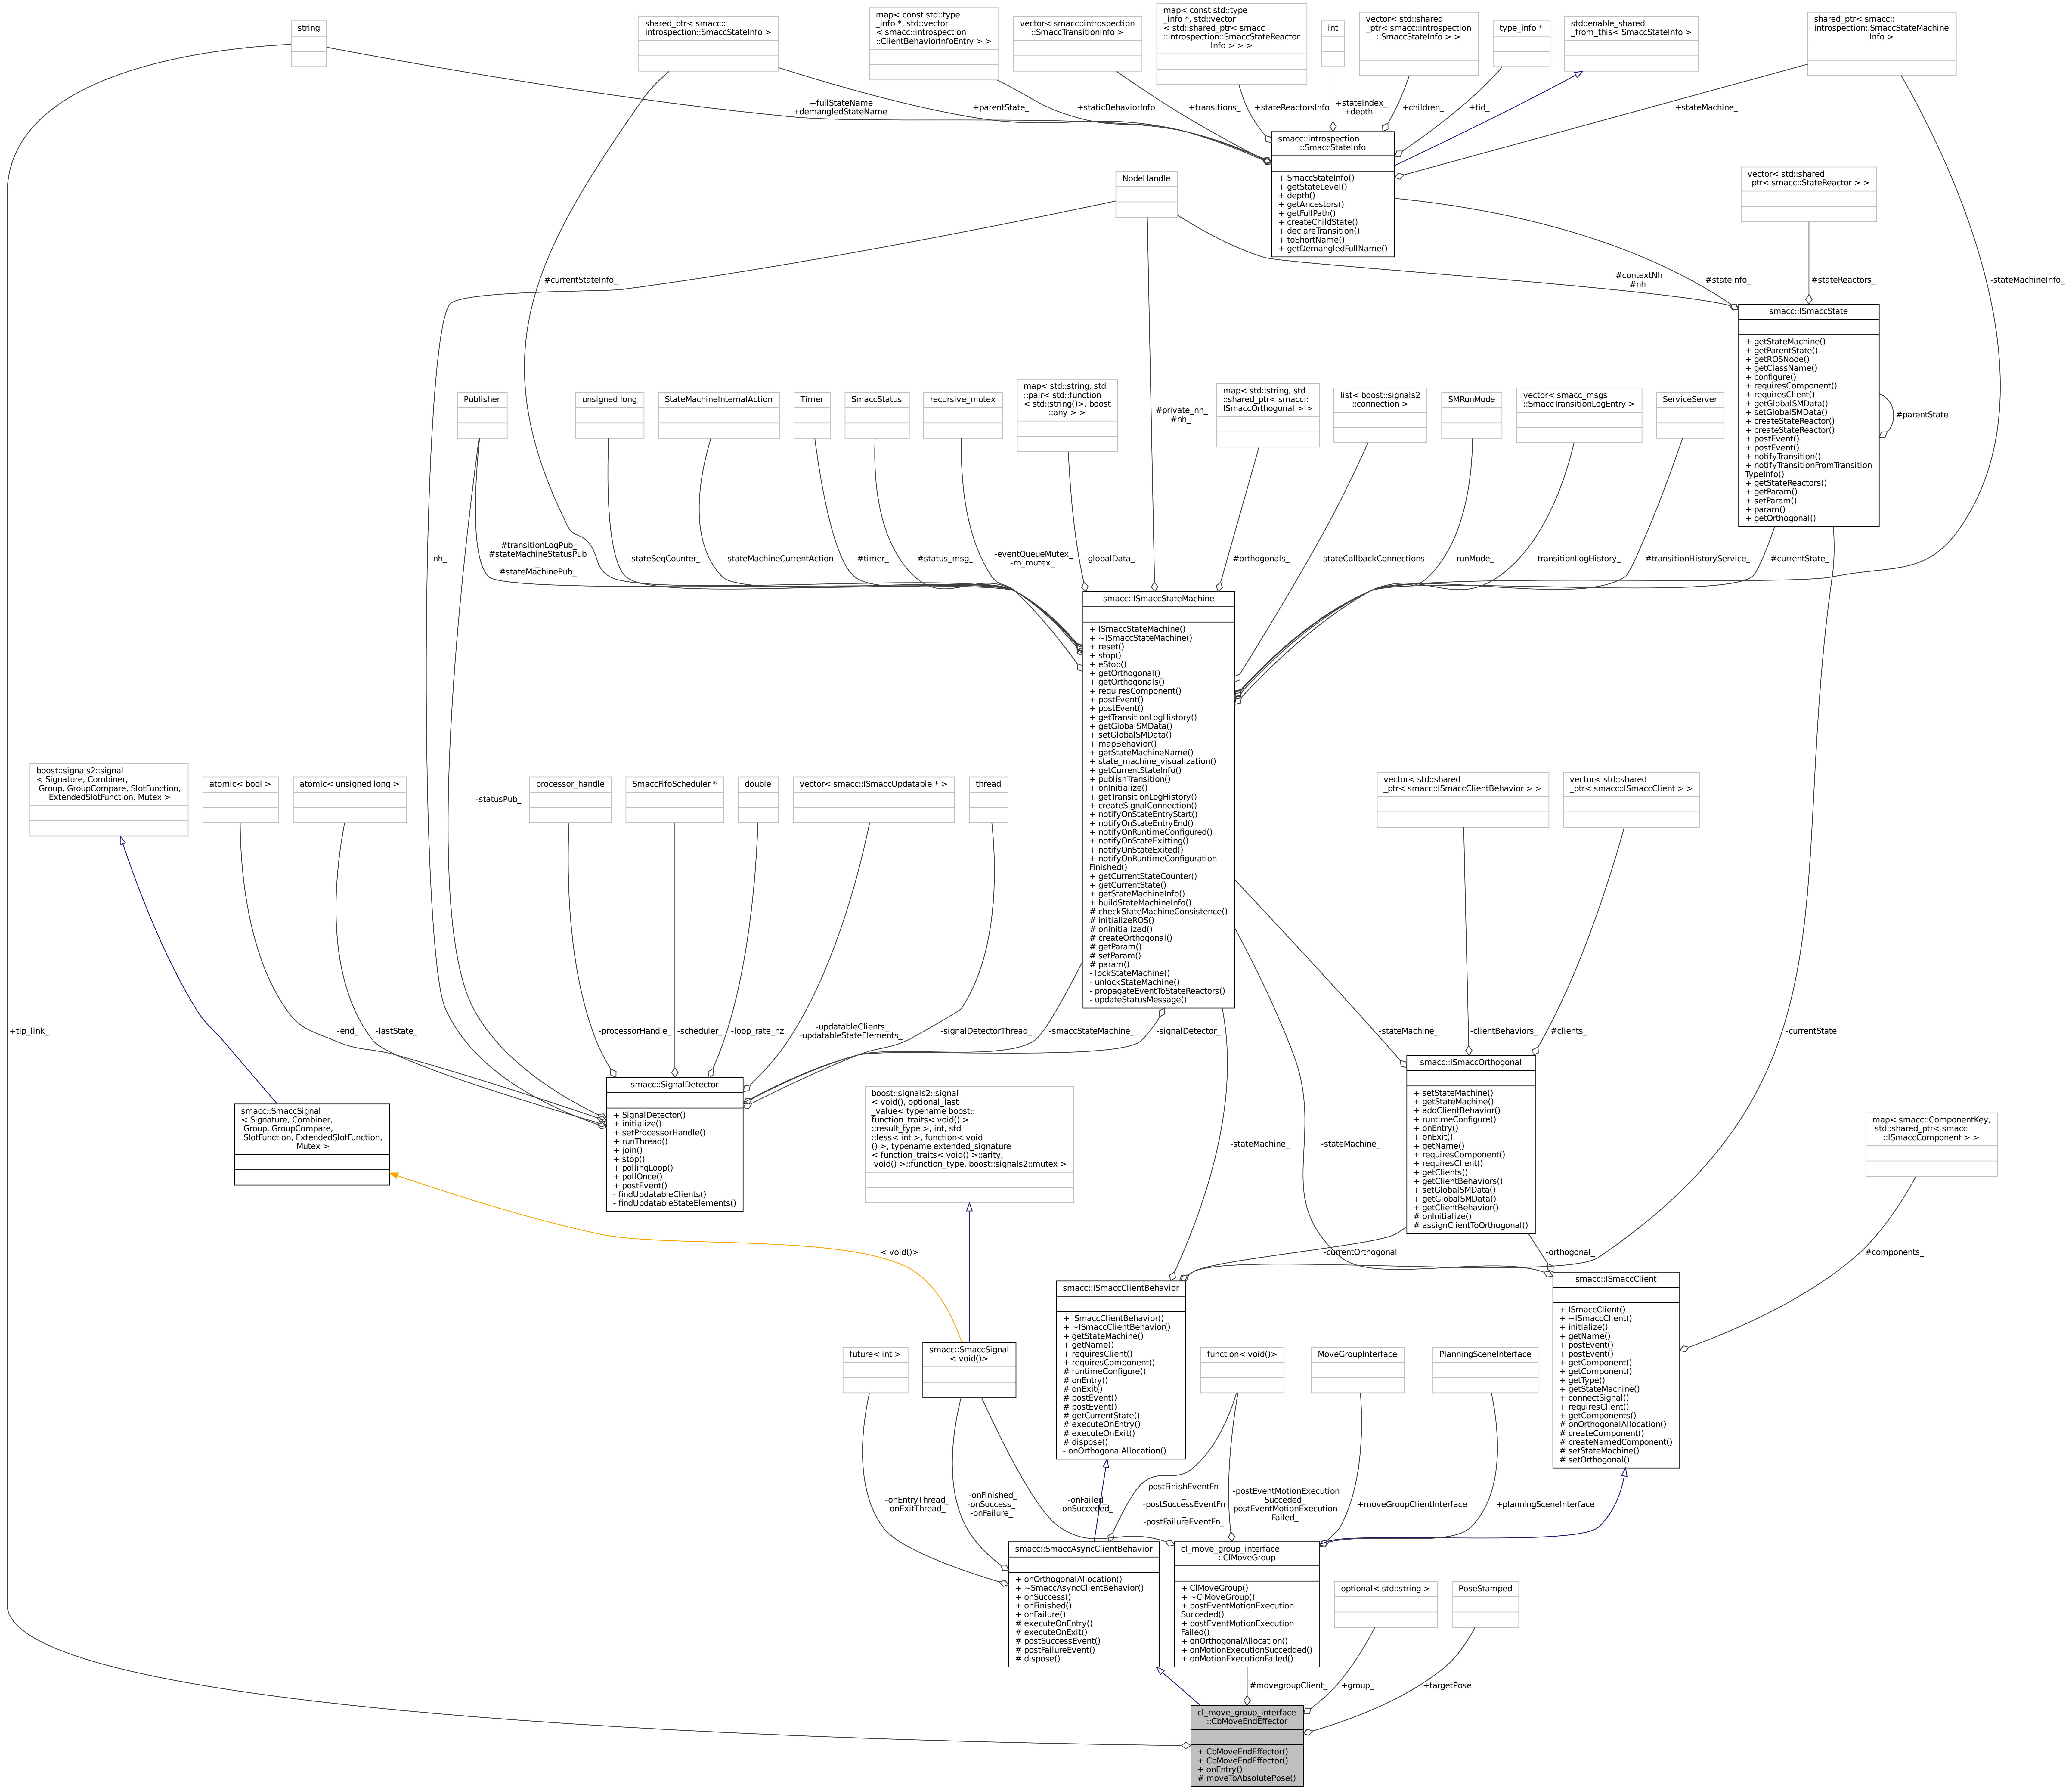 string
shared_ptr< smacc::
introspection::SmaccStateInfo >
map< const std::type
_info *, std::vector
< smacc::introspection
::ClientBehaviorInfoEntry > >
vector< smacc::introspection
::SmaccTransitionInfo >
map< const std::type
_info *, std::vector
< std::shared_ptr< smacc
::introspection::SmaccStateReactor
Info > > >
int
vector< std::shared
_ptr< smacc::introspection
::SmaccStateInfo > >
type_info *
std::enable_shared
_from_this< SmaccStateInfo >
shared_ptr< smacc::
introspection::SmaccStateMachine
Info >
+fullStateName
+demangledStateName
+parentState_
+staticBehaviorInfo
+transitions_
+stateReactorsInfo
+stateIndex_
+depth_
+children_
+tid_
+stateMachine_
smacc::introspection
::SmaccStateInfo
+ SmaccStateInfo()
+ getStateLevel()
+ depth()
+ getAncestors()
+ getFullPath()
+ createChildState()
+ declareTransition()
+ toShortName()
+ getDemangledFullName()
NodeHandle
vector< std::shared
_ptr< smacc::StateReactor > >
#currentStateInfo_
#contextNh
#nh
#stateInfo_
#stateReactors_
-stateMachineInfo_
smacc::ISmaccState
+ getStateMachine()
+ getParentState()
+ getROSNode()
+ getClassName()
+ configure()
+ requiresComponent()
+ requiresClient()
+ getGlobalSMData()
+ setGlobalSMData()
+ createStateReactor()
+ createStateReactor()
+ postEvent()
+ postEvent()
+ notifyTransition()
+ notifyTransitionFromTransition
TypeInfo()
+ getStateReactors()
+ getParam()
+ setParam()
+ param()
+ getOrthogonal()
#parentState_
Publisher
unsigned long
StateMachineInternalAction
Timer
SmaccStatus
recursive_mutex
map< std::string, std
::pair< std::function
< std::string()>, boost
::any > >
#private_nh_
#nh_
map< std::string, std
::shared_ptr< smacc::
ISmaccOrthogonal > >
list< boost::signals2
::connection >
SMRunMode
vector< smacc_msgs
::SmaccTransitionLogEntry >
ServiceServer
-nh_
#transitionLogPub_
#stateMachineStatusPub
_
#stateMachinePub_
-stateSeqCounter_
-stateMachineCurrentAction
#timer_
#status_msg_
-eventQueueMutex_
-m_mutex_
-globalData_
#orthogonals_
-stateCallbackConnections
-runMode_
-transitionLogHistory_
#transitionHistoryService_
#currentState_
smacc::ISmaccStateMachine
+ ISmaccStateMachine()
+ ~ISmaccStateMachine()
+ reset()
+ stop()
+ eStop()
+ getOrthogonal()
+ getOrthogonals()
+ requiresComponent()
+ postEvent()
+ postEvent()
+ getTransitionLogHistory()
+ getGlobalSMData()
+ setGlobalSMData()
+ mapBehavior()
+ getStateMachineName()
+ state_machine_visualization()
+ getCurrentStateInfo()
+ publishTransition()
+ onInitialize()
+ getTransitionLogHistory()
+ createSignalConnection()
+ notifyOnStateEntryStart()
+ notifyOnStateEntryEnd()
+ notifyOnRuntimeConfigured()
+ notifyOnStateExitting()
+ notifyOnStateExited()
+ notifyOnRuntimeConfiguration
Finished()
+ getCurrentStateCounter()
+ getCurrentState()
+ getStateMachineInfo()
+ buildStateMachineInfo()
# checkStateMachineConsistence()
# initializeROS()
# onInitialized()
# createOrthogonal()
# getParam()
# setParam()
# param()
- lockStateMachine()
- unlockStateMachine()
- propagateEventToStateReactors()
- updateStatusMessage()
boost::signals2::signal
< Signature, Combiner,
Group, GroupCompare, SlotFunction,
ExtendedSlotFunction, Mutex >
atomic< bool >
atomic< unsigned long >
-statusPub_
processor_handle
SmaccFifoScheduler *
double
vector< smacc::ISmaccUpdatable * >
thread
vector< std::shared
_ptr< smacc::ISmaccClientBehavior > >
vector< std::shared
_ptr< smacc::ISmaccClient > >
+tip_link_
-end_
-lastState_
-processorHandle_
-scheduler_
-loop_rate_hz
-updatableClients_
-updatableStateElements_
-signalDetectorThread_
-smaccStateMachine_
-signalDetector_
-stateMachine_
-clientBehaviors_
#clients_
-currentState
smacc::SmaccSignal
< Signature, Combiner,
Group, GroupCompare,
SlotFunction, ExtendedSlotFunction,
Mutex >
smacc::SignalDetector
+ SignalDetector()
+ initialize()
+ setProcessorHandle()
+ runThread()
+ join()
+ stop()
+ pollingLoop()
+ pollOnce()
+ postEvent()
- findUpdatableClients()
- findUpdatableStateElements()
boost::signals2::signal
< void(), optional_last
_value< typename boost::
function_traits< void() >
::result_type >, int, std
::less< int >, function< void
() >, typename extended_signature
< function_traits< void() >::arity,
void() >::function_type, boost::signals2::mutex >
-stateMachine_
-stateMachine_
smacc::ISmaccOrthogonal
+ setStateMachine()
+ getStateMachine()
+ addClientBehavior()
+ runtimeConfigure()
+ onEntry()
+ onExit()
+ getName()
+ requiresComponent()
+ requiresClient()
+ getClients()
+ getClientBehaviors()
+ setGlobalSMData()
+ getGlobalSMData()
+ getClientBehavior()
# onInitialize()
# assignClientToOrthogonal()
map< smacc::ComponentKey,
std::shared_ptr< smacc
::ISmaccComponent > >
< void()>
-currentOrthogonal
-orthogonal_
#components_
smacc::ISmaccClientBehavior
+ ISmaccClientBehavior()
+ ~ISmaccClientBehavior()
+ getStateMachine()
+ getName()
+ requiresClient()
+ requiresComponent()
# runtimeConfigure()
# onEntry()
# onExit()
# postEvent()
# postEvent()
# getCurrentState()
# executeOnEntry()
# executeOnExit()
# dispose()
- onOrthogonalAllocation()
smacc::ISmaccClient
+ ISmaccClient()
+ ~ISmaccClient()
+ initialize()
+ getName()
+ postEvent()
+ postEvent()
+ getComponent()
+ getComponent()
+ getType()
+ getStateMachine()
+ connectSignal()
+ requiresClient()
+ getComponents()
# onOrthogonalAllocation()
# createComponent()
# createNamedComponent()
# setStateMachine()
# setOrthogonal()
future< int >
smacc::SmaccSignal
< void()>
function< void()>
MoveGroupInterface
PlanningSceneInterface
-onEntryThread_
-onExitThread_
-onFinished_
-onSuccess_
-onFailure_
-onFailed_
-onSucceded_
-postFinishEventFn
_
-postSuccessEventFn
_
-postFailureEventFn_
-postEventMotionExecution
Succeded_
-postEventMotionExecution
Failed_
+moveGroupClientInterface
+planningSceneInterface
smacc::SmaccAsyncClientBehavior
+ onOrthogonalAllocation()
+ ~SmaccAsyncClientBehavior()
+ onSuccess()
+ onFinished()
+ onFailure()
# executeOnEntry()
# executeOnExit()
# postSuccessEvent()
# postFailureEvent()
# dispose()
cl_move_group_interface
::ClMoveGroup
+ ClMoveGroup()
+ ~ClMoveGroup()
+ postEventMotionExecution
Succeded()
+ postEventMotionExecution
Failed()
+ onOrthogonalAllocation()
+ onMotionExecutionSuccedded()
+ onMotionExecutionFailed()
optional< std::string >
PoseStamped
#movegroupClient_
+group_
+targetPose
cl_move_group_interface
::CbMoveEndEffector
+ CbMoveEndEffector()
+ CbMoveEndEffector()
+ onEntry()
# moveToAbsolutePose()